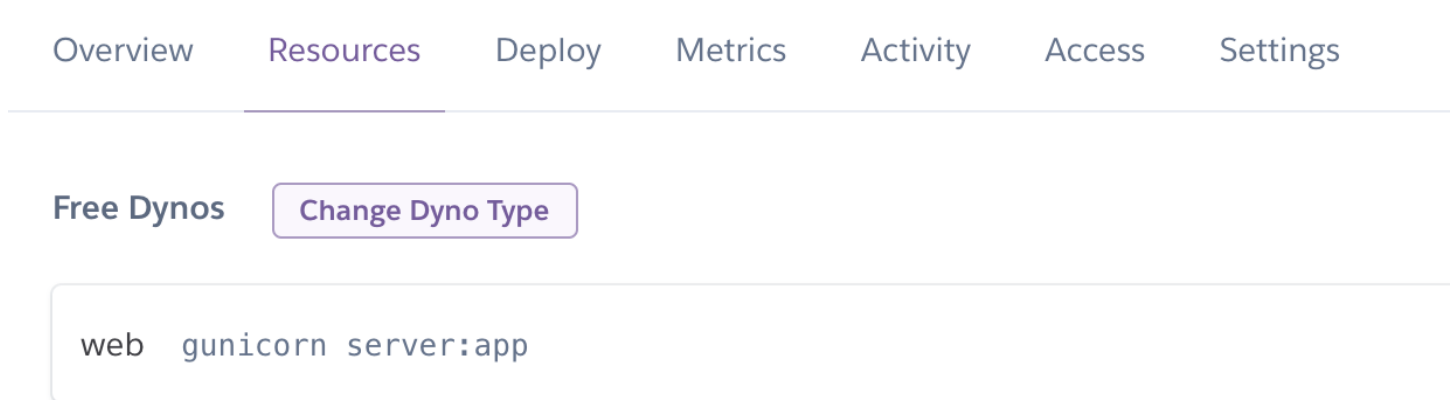 Overview Resources Deploy Metrics Activity Access Settings
Free Dynos Change Dyno Type
web gunicorn server:app